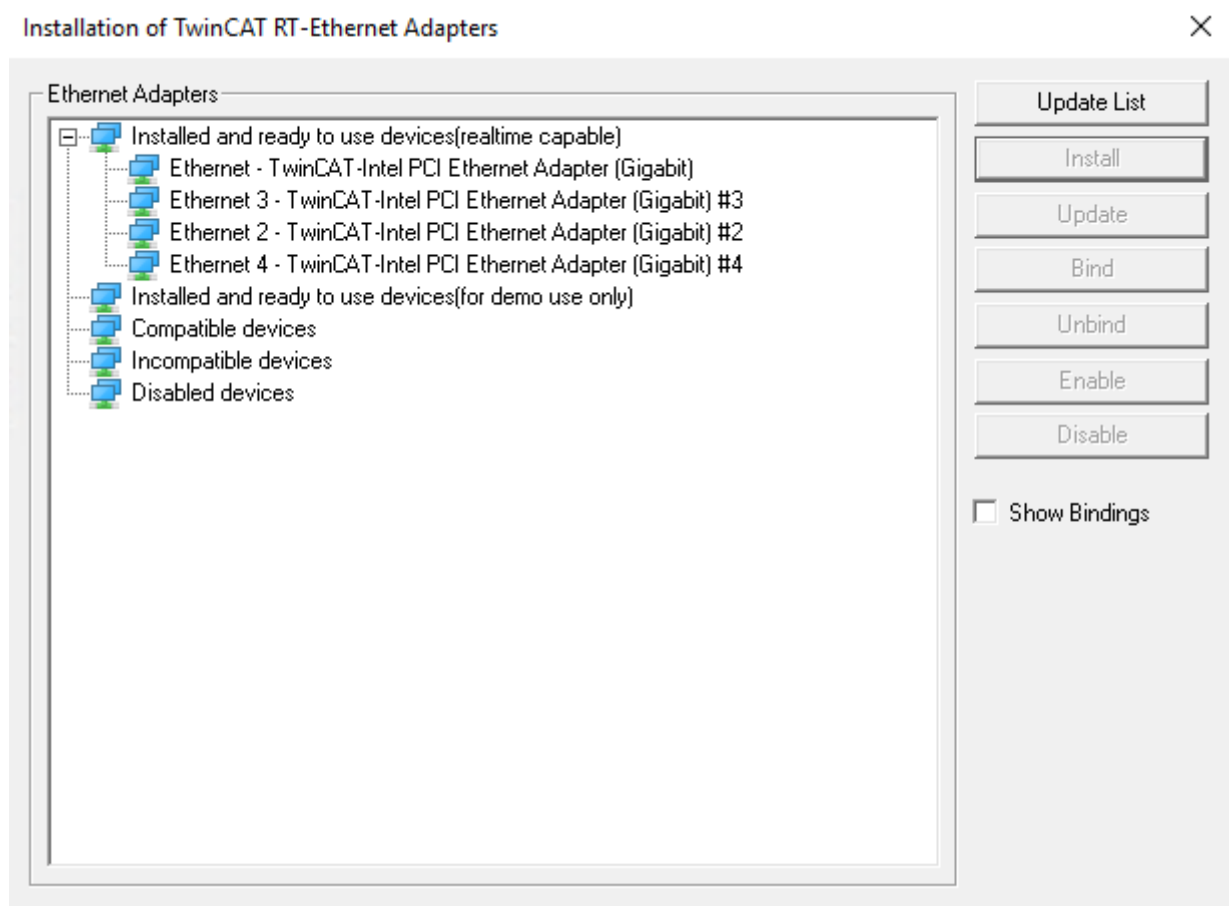 Installation of TwinCAT RT-Ethernet Adapters
Ethernet Adapters
Installed and ready to use devices(realtime capable)
Ethernet - TwinCAT-Intel PCI Ethernet Adapter (Gigabit)
Ethernet 3 - TwinCAT-Intel PCI Ethernet Adapter (Gigabit) #3
Ethernet 2 - TwinCAT-Intel PCI Ethernet Adapter (Gigabit) #2
Ethernet 4 - TwinCAT-Intel PCI Ethernet Adapter (Gigabit) #4
Installed and ready to use devices(for demo use only)
Compatible devices
Incompatible devices
Disabled devices
Update List
Install
Update
Bind
Unbind
Enable
Disable
Show Bindings